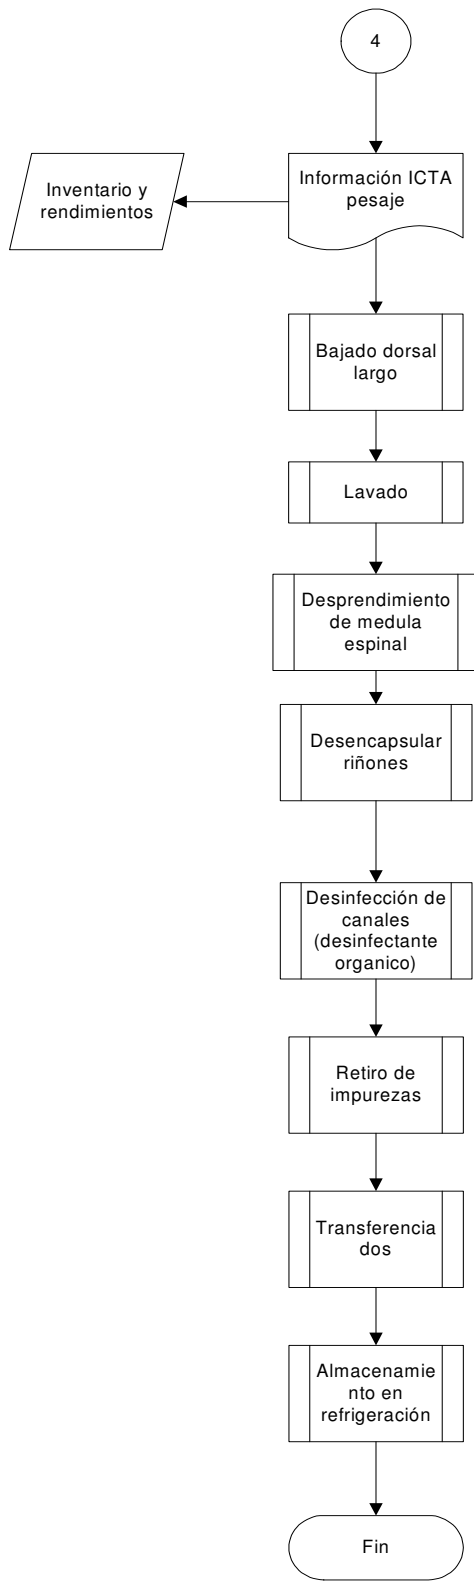 4
Inventario y
rendimientos
Información ICTA
pesaje
Bajado dorsal
largo
Lavado
Desprendimiento
de medula
espinal
Desencapsular
riñones
Desinfección de
canales
(desinfectante
organico)
Retiro de
impurezas
Transferencia
dos
Almacenamie
nto en
refrigeración
Fin